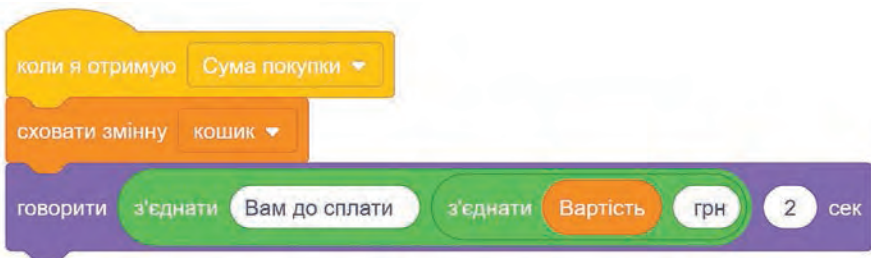 коли я отримую Сума покупки
сховати змінну кошик
говорити з'єднати Вам до сплати з'єднати Вартість грн 2 сек